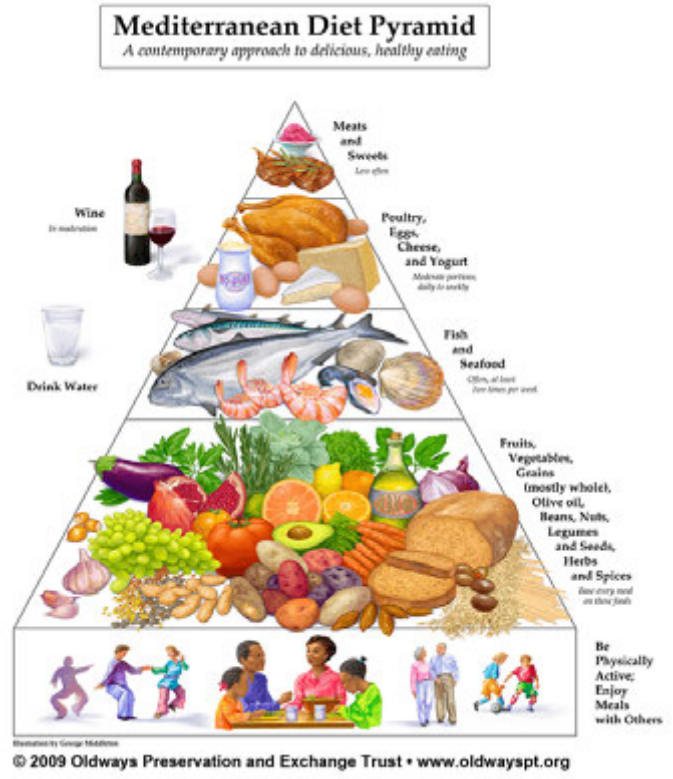 Mediterranean Diet Pyramid
A contemporary approach to delicious, healthy eating
Meats
and
Sweets
Less often
Wine
In moderation
Poultry,
Eggs,
Cheese,
and Yogurt
Moderate portions,
daily to weekly
Fish
and
Seafood
Often, at least
two times per week
Drink Water
Fruits,
Vegetables,
Grains
(mostly whole),
Olive oil,
Beans, Nuts,
Legumes
and Seeds,
Herbs
and Spices
Base every meal
on these foods
Be
Physically
Active;
Enjoy
Meals
with Others
Illustration by George Middleton
© 2009 Oldways Preservation and Exchange Trust • www.oldwayspt.org